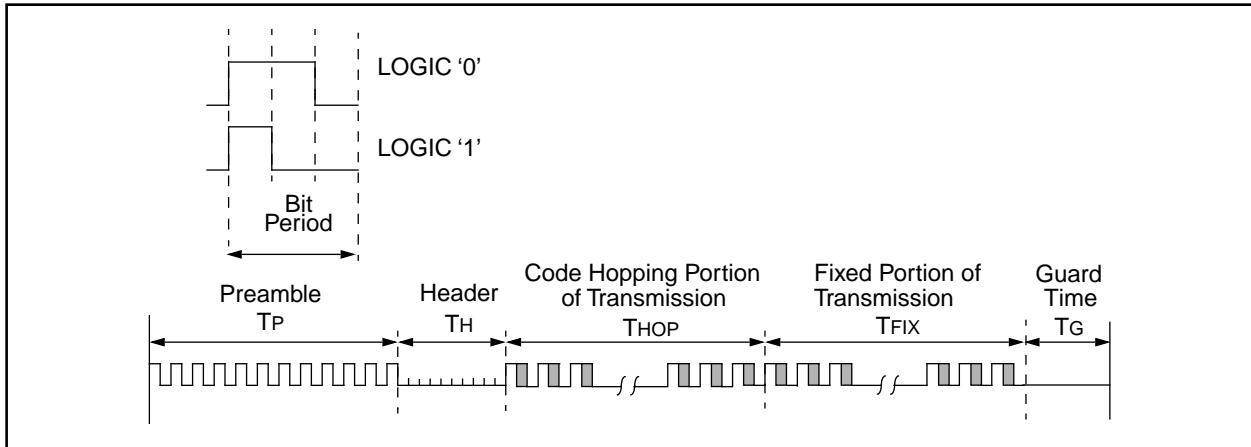 LOGIC ‘0’
LOGIC ‘1’
Bit
Period
Preamble
TP
Header
TH
Code Hopping Portion
of Transmission
THOP
Fixed Portion of
Transmission
TFIX
Guard
Time
TG